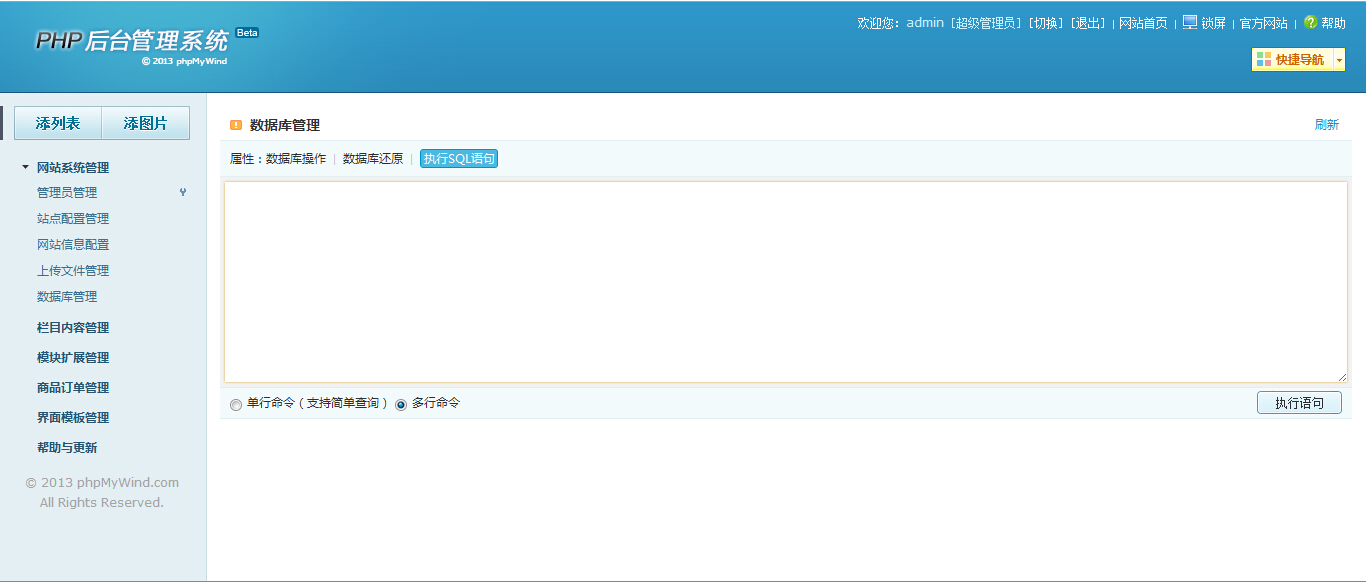 PHP 后台管理系统 Beta
© 2013 phpMyWind
欢迎您：admin [超级管理员] [切换] [退出] | 网站首页 | 锁屏 | 官方网站 | 帮助
快捷导航
添列表 添图片
网站系统管理
管理员管理
站点配置管理
网站信息配置
上传文件管理
数据库管理
栏目内容管理
模块扩展管理
商品订单管理
界面模板管理
帮助与更新
© 2013 phpMyWind.com
All Rights Reserved.
数据库管理 刷新
属性：数据库操作 | 数据库还原 | 执行SQL语句
单行命令（支持简单查询） 多行命令 执行语句